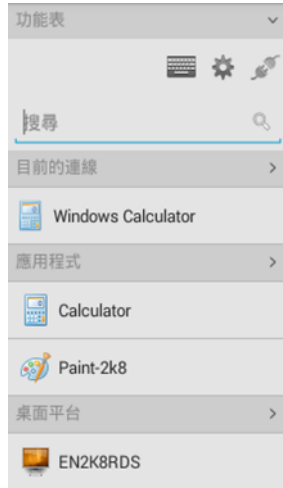 功能表
搜尋
目前的連線
Windows Calculator
應用程式
Calculator
Paint-2k8
桌面平台
EN2K8RDS